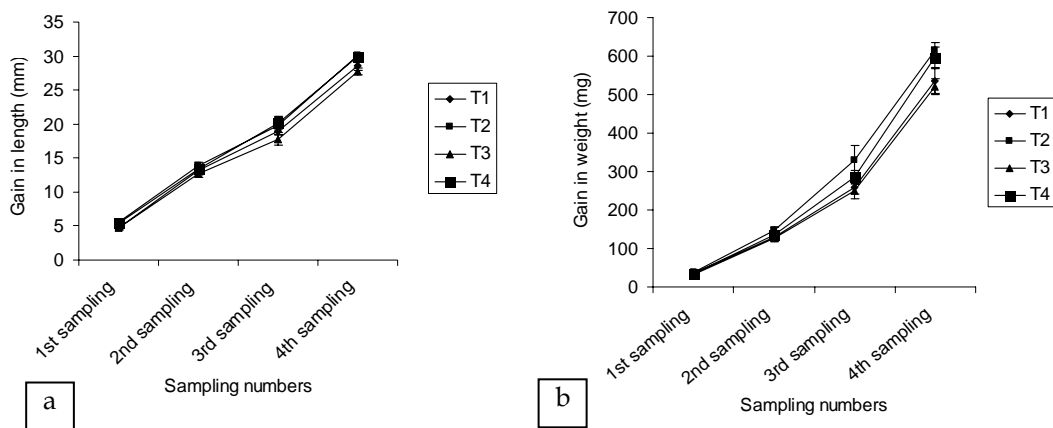 35
30
25
20
15
10
5
0
Gain in length (mm)
1st sampling
2nd sampling
3rd sampling
4th sampling
Sampling numbers
T1
T2
T3
T4
a
700
600
500
400
300
200
100
0
Gain in weight (mg)
1st sampling
2nd sampling
3rd sampling
4th sampling
Sampling numbers
T1
T2
T3
T4
b